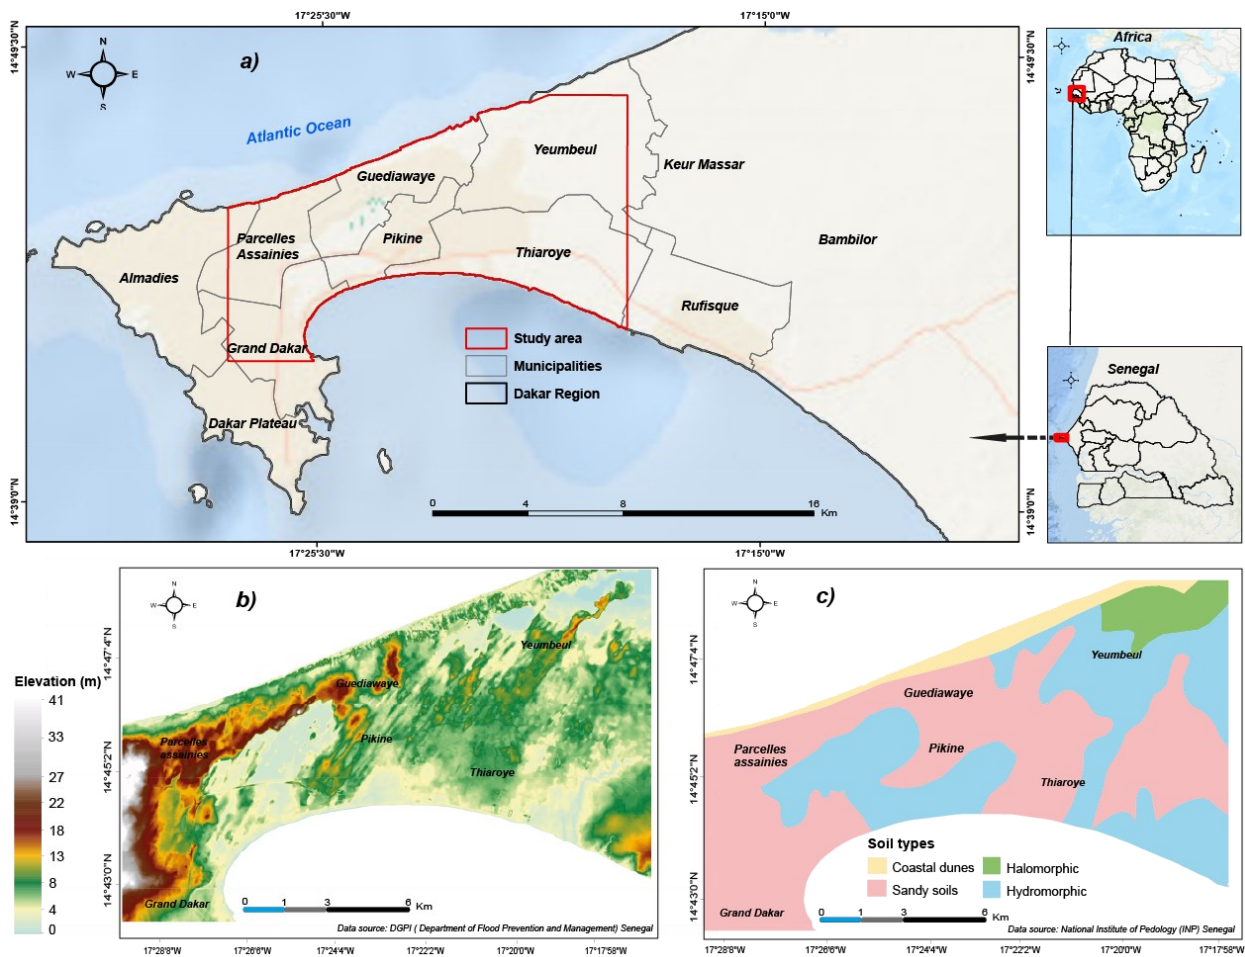 17°25'30"W
17°15'0"W
14°49'30"N
14°49'30"N
a)
N
W
E
S
Atlantic Ocean
Yeumbeul
Keur Massar
Guediawaye
Parcelles
Assainies
Pikine
Bambilor
Thiaroye
Almadies
Rufisque
Grand Dakar
Study area
Municipalities
Dakar Region
Dakar Plateau
0
4
8
16
Km
14°39'0"N
14°39'0"N
17°25'30"W
17°15'0"W
Africa
Senegal
b)
N
W
E
S
14°47'4"N
14°45'2"N
14°43'0"N
Elevation (m)
41
33
27
22
18
13
8
4
0
Yeumbeul
Guediawaye
Parcelles
assainies
Pikine
Thiaroye
Grand Dakar
0
1
3
6
Km
Data source: DGPI ( Department of Flood Prevention and Management) Senegal
17°28'8"W
17°26'6"W
17°24'4"W
17°22'2"W
17°20'0"W
17°17'58"W
c)
N
W
E
S
14°47'4"N
14°45'2"N
14°43'0"N
Yeumbeul
Guediawaye
Parcelles
assainies
Pikine
Thiaroye
Soil types
Coastal dunes
Halomorphic
Sandy soils
Hydromorphic
Grand Dakar
0
1
3
6
Km
Data source: National Institute of Pedology (INP) Senegal
17°28'8"W
17°26'6"W
17°24'4"W
17°22'2"W
17°20'0"W
17°17'58"W